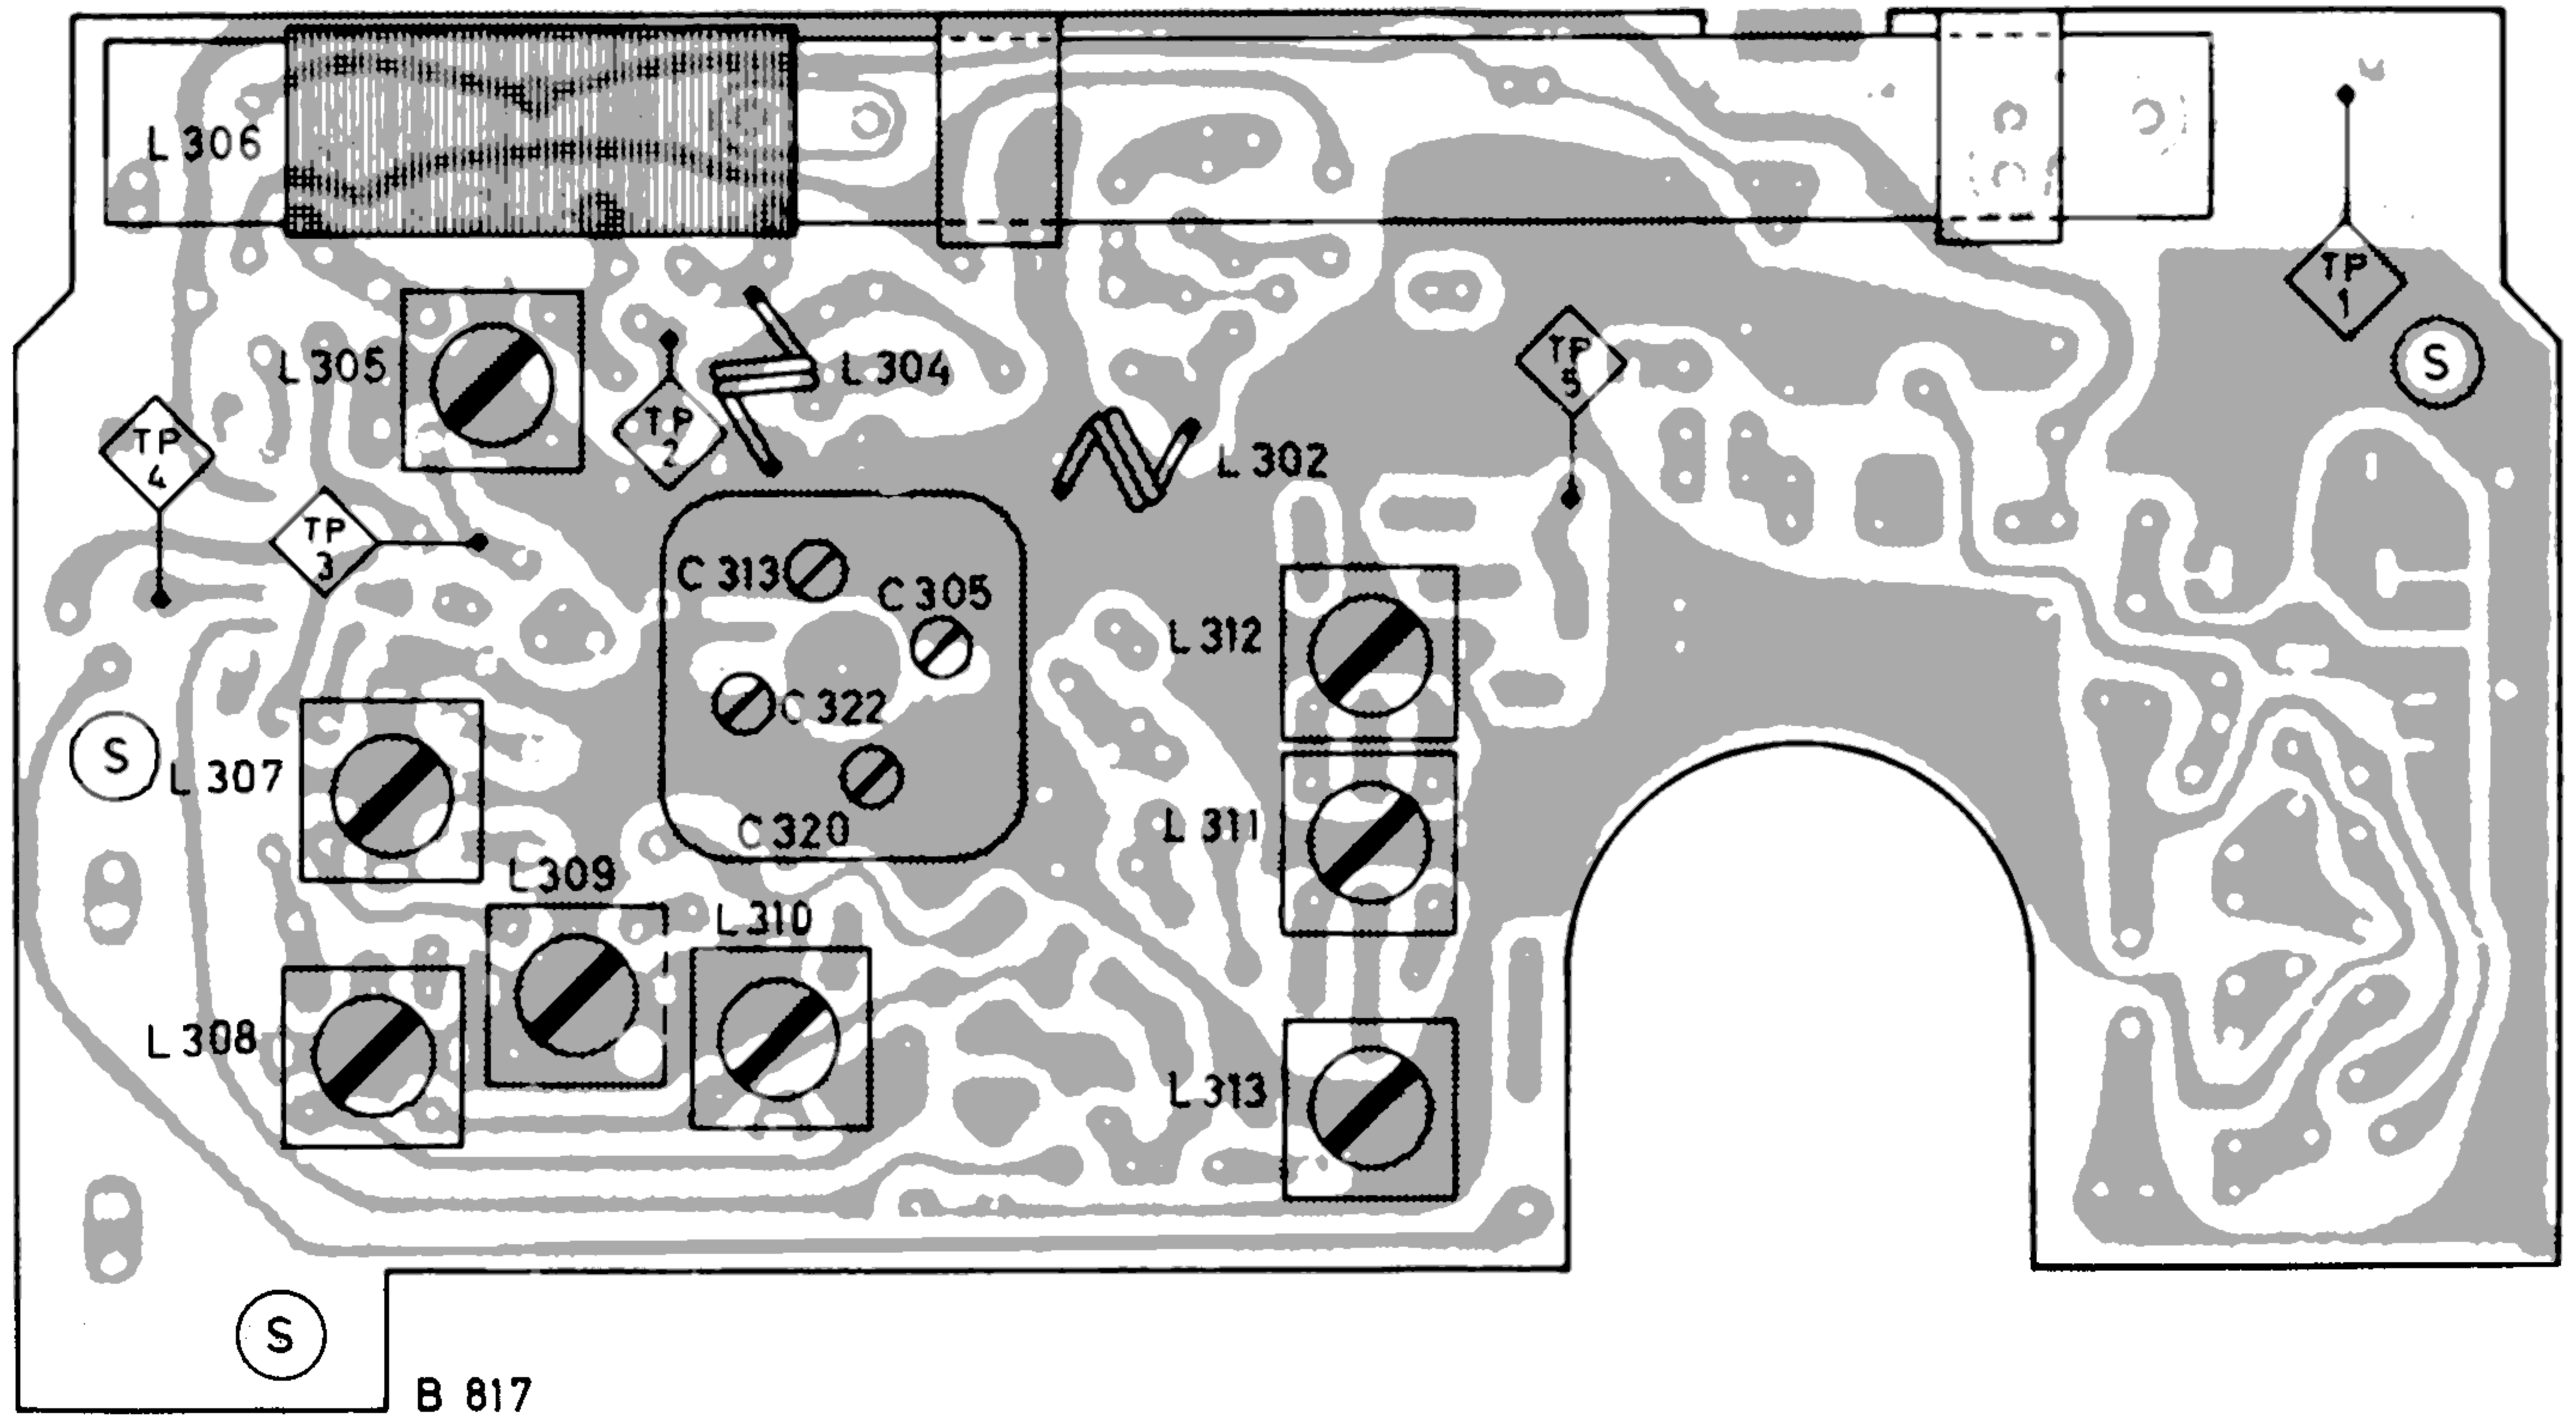 L 306
TP
1
L 305
L 304
TP
5
S
TP
2
TP
4
L 302
TP
3
C 313
C 305
L 312
C 322
S
L 307
C 320
L 311
L 309
L 310
L 308
L 313
S
B 817